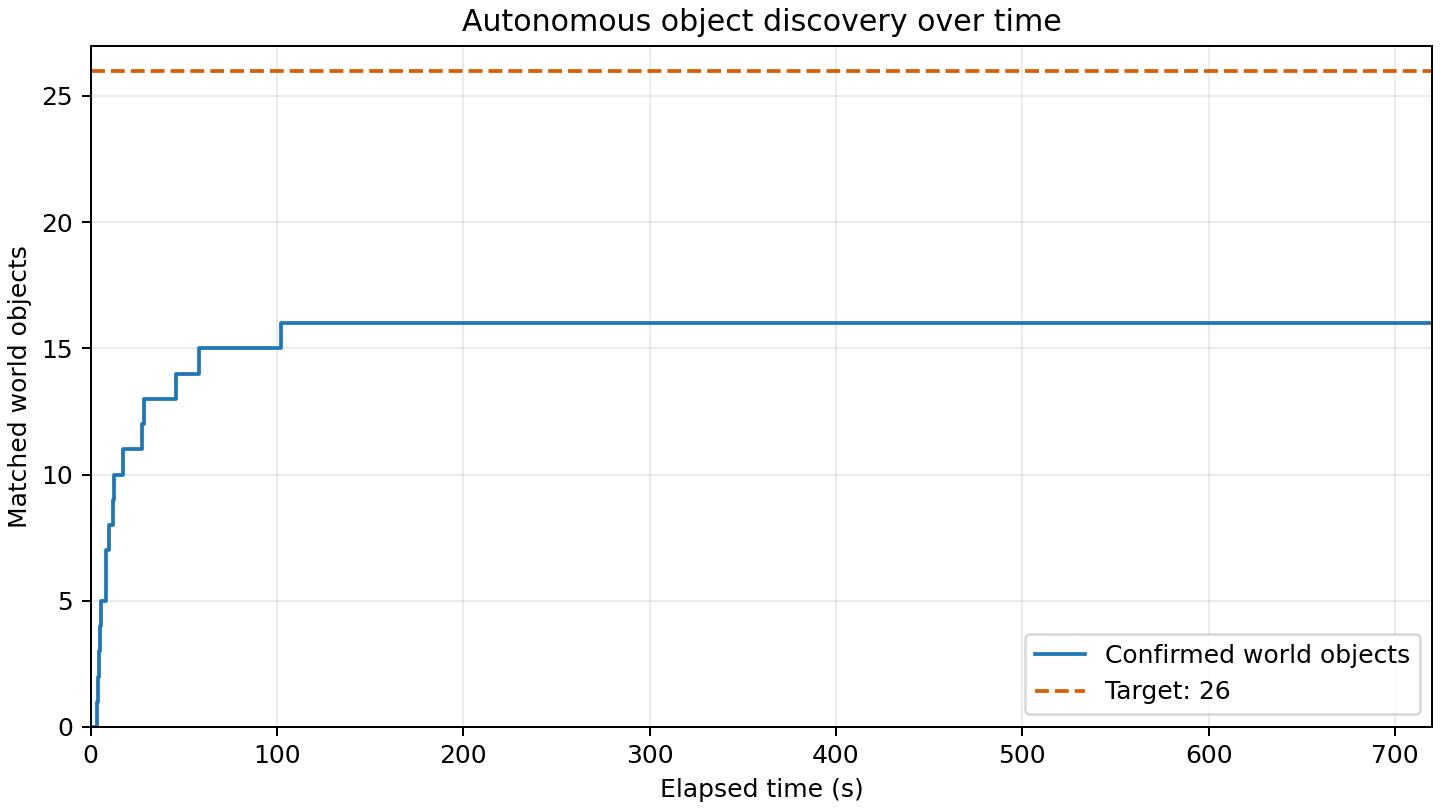 Autonomous object discovery over time
Matched world objects
25
20
15
10
5
0
0 100 200 300 400 500 600 700
Elapsed time (s)
Confirmed world objects
Target: 26